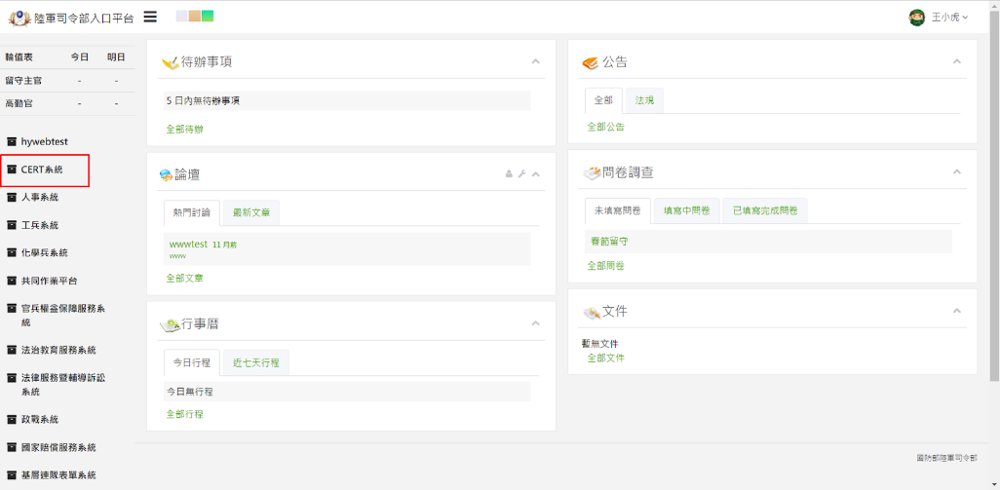 陸軍司令部入口平台
王小虎
輪值表 今日 明日
留守主官 - -
高勤官 - -
hywebtest
CERT系統
人事系統
工兵系統
化學兵系統
共同作業平台
官兵權益保障服務系
統
法治教育服務系統
法律服務暨輔導訴訟
系統
政戰系統
國家賠償服務系統
基層連隊表單系統
待辦事項
5 日內無待辦事項
全部待辦
論壇
熱門討論 最新文章
wwwtest 11 月前
www
全部文章
行事曆
今日行程 近七天行程
今日無行程
全部行程
公告
全部 法規
全部公告
問卷調查
未填寫問卷 填寫中問卷 已填寫完成問卷
春節留守
全部問卷
文件
暫無文件
全部文件
國防部陸軍司令部